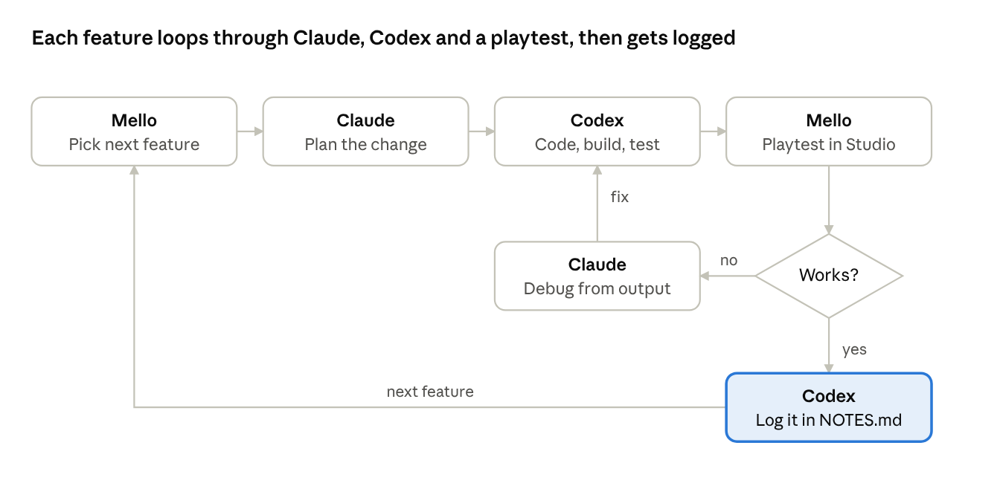 Each feature loops through Claude, Codex and a playtest, then gets logged
Mello
Pick next feature
Claude
Plan the change
Codex
Code, build, test
Mello
Playtest in Studio
fix
Claude
Debug from output
no
Works?
yes
next feature
Codex
Log it in NOTES.md